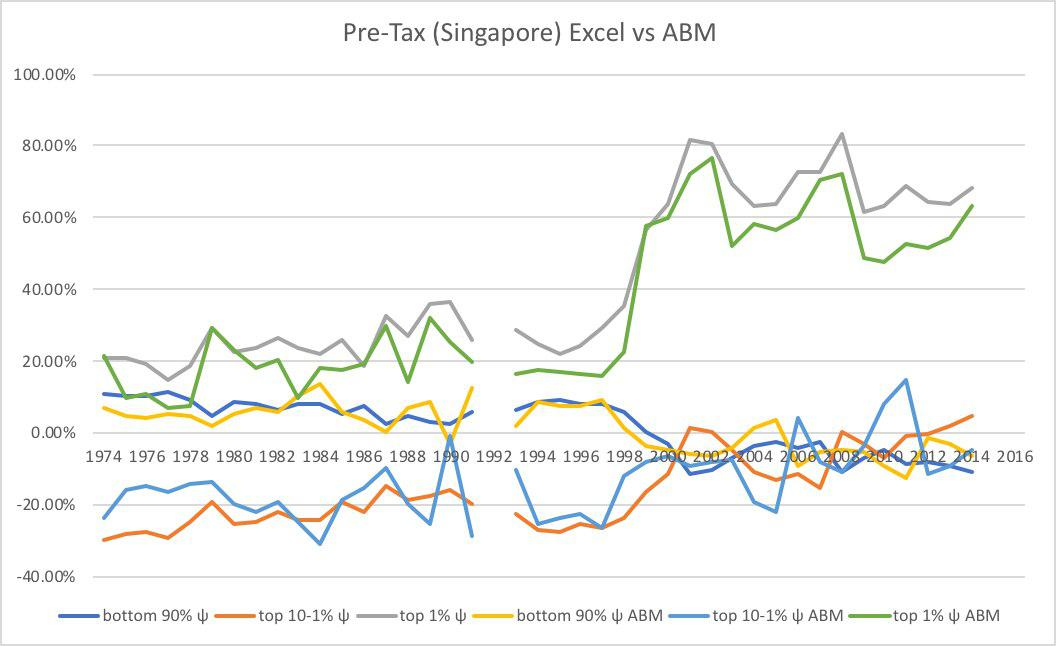 Pre-Tax (Singapore) Excel vs ABM
100.00%
80.00%
60.00%
40.00%
20.00%
0.00%
1974 1976 1978 1980 1982 1984 1986 1988 1990 1992 1994 1996 1998 2000 2002 2004 2006 2008 2010 2012 2014 2016
-20.00%
-40.00%
bottom 90% ψ top 10-1% ψ top 1% ψ bottom 90% ψ ABM top 10-1% ψ ABM top 1% ψ ABM